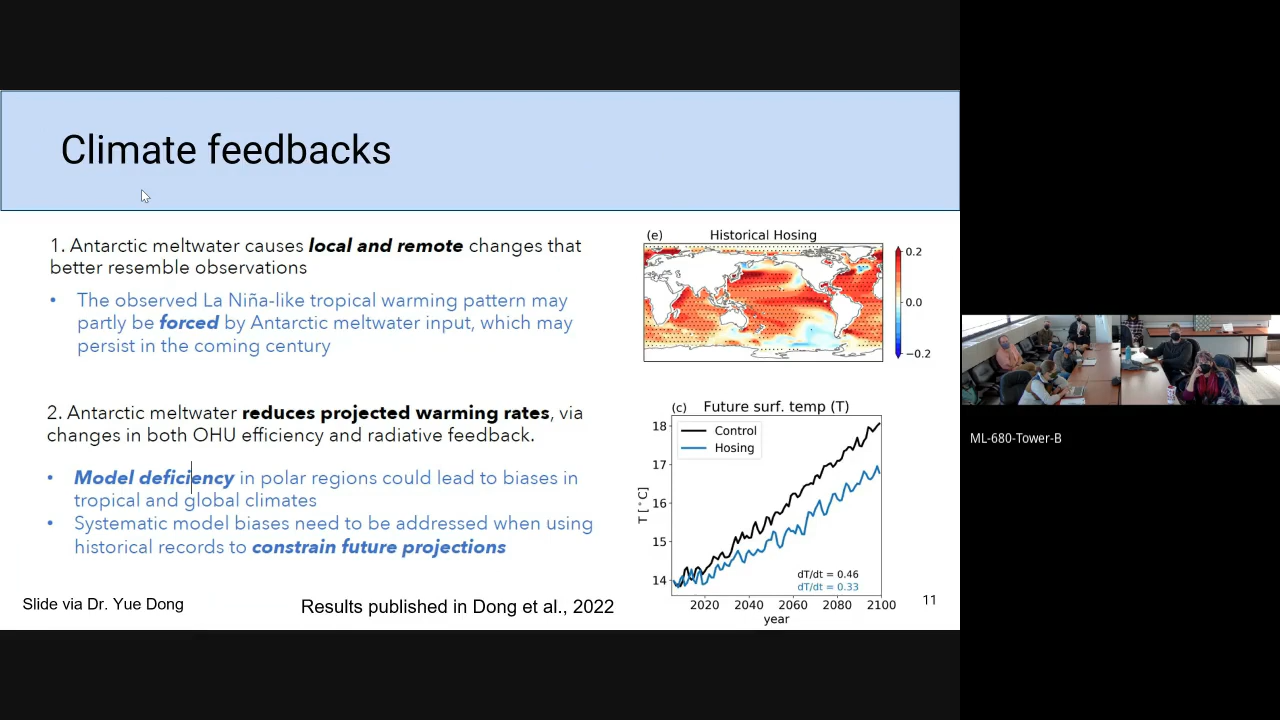 Climate feedbacks
1. Antarctic meltwater causes local and remote changes that
better resemble observations
• The observed La Niña-like tropical warming pattern may
partly be forced by Antarctic meltwater input, which may
persist in the coming century
2. Antarctic meltwater reduces projected warming rates, via
changes in both OHU efficiency and radiative feedback.
• Model deficiency in polar regions could lead to biases in
tropical and global climates
• Systematic model biases need to be addressed when using
historical records to constrain future projections
Slide via Dr. Yue Dong
Results published in Dong et al., 2022
(e) Historical Hosing
0.2
0.0
−0.2
(c) Future surf. temp (T)
Control
Hosing
18
17
16
15
14
T [°C]
dT/dt = 0.46
dT/dt = 0.33
2020 2040 2060 2080 2100
year
11
ML-680-Tower-B